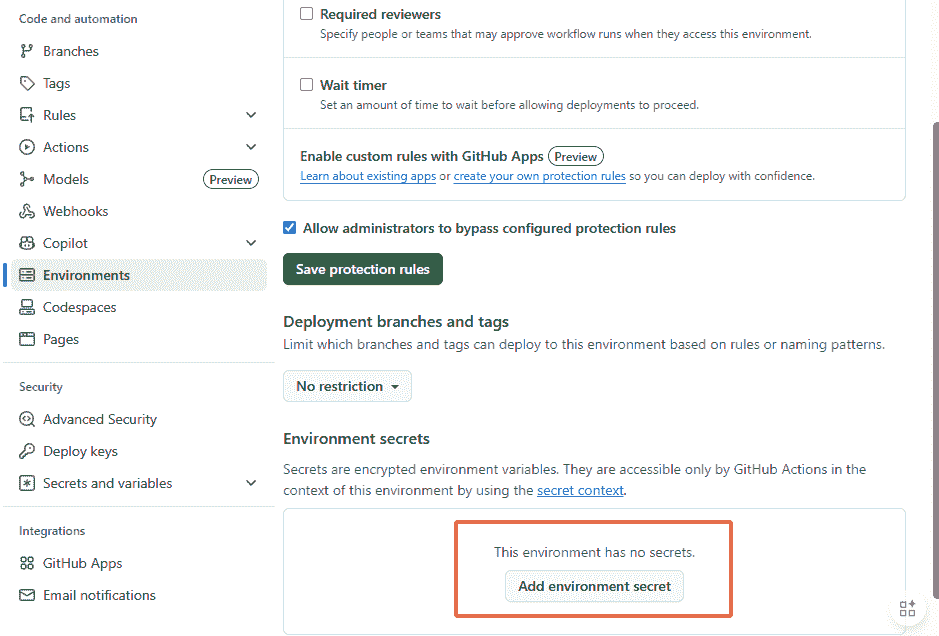 Code and automation
Branches
Tags
Rules
Actions
Models Preview
Webhooks
Copilot
Environments
Codespaces
Pages
Security
Advanced Security
Deploy keys
Secrets and variables
Integrations
GitHub Apps
Email notifications
Required reviewers
Specify people or teams that may approve workflow runs when they access this environment.
Wait timer
Set an amount of time to wait before allowing deployments to proceed.
Enable custom rules with GitHub Apps Preview
Learn about existing apps or create your own protection rules so you can deploy with confidence.
Allow administrators to bypass configured protection rules
Save protection rules
Deployment branches and tags
Limit which branches and tags can deploy to this environment based on rules or naming patterns.
No restriction
Environment secrets
Secrets are encrypted environment variables. They are accessible only by GitHub Actions in the
context of this environment by using the secret context.
This environment has no secrets.
Add environment secret